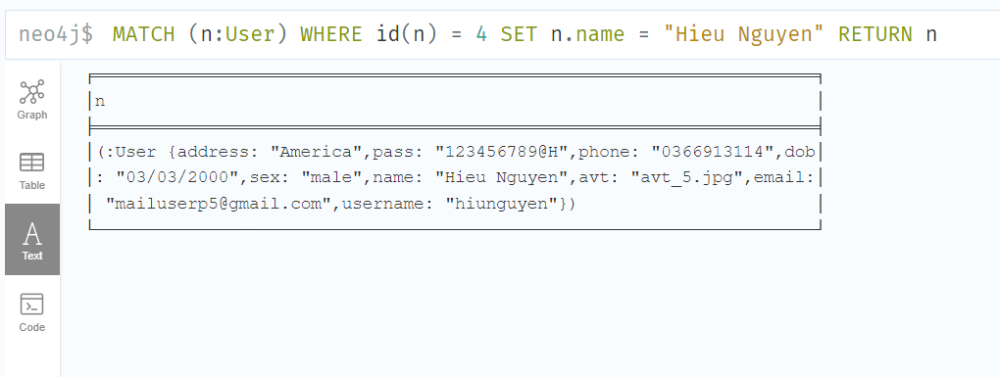 neo4j$ MATCH (n:User) WHERE id(n) = 4 SET n.name = "Hieu Nguyen" RETURN n
Graph
Table
Text
Code
n
(:User {address: "America",pass: "123456789@H",phone: "0366913114",dob
: "03/03/2000",sex: "male",name: "Hieu Nguyen",avt: "avt_5.jpg",email:
"mailuserp5@gmail.com",username: "hiunguyen"})